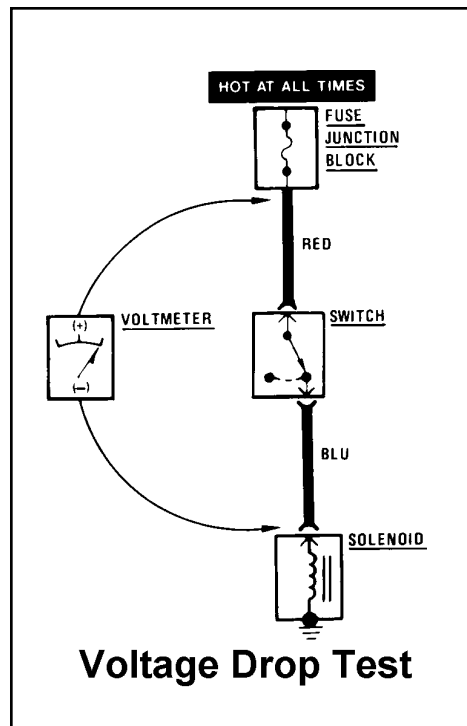 HOT AT ALL TIMES
FUSE
JUNCTION
BLOCK
RED
(+)
VOLTMETER
(—)
SWITCH
BLU
SOLENOID
Voltage Drop Test